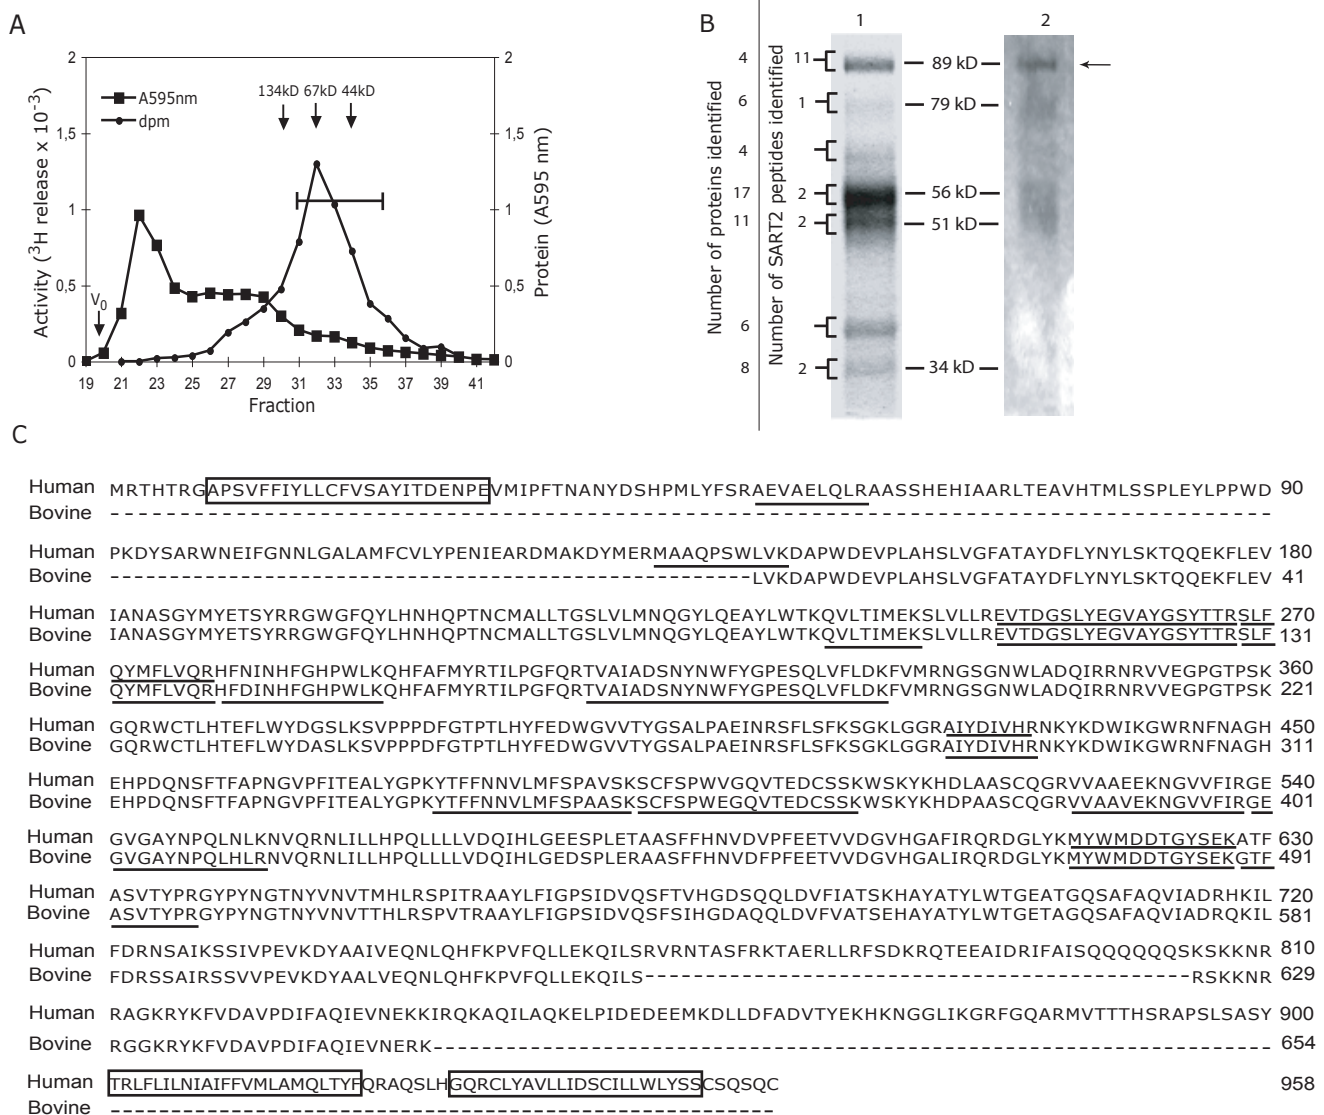 A
2
1,5
1
0,5
0
Activity (³H release x 10⁻³)
A595nm
dpm
134kD 67kD 44kD
V₀
2
1,5
1
0,5
0
Protein (A595 nm)
19 21 23 25 27 29 31 33 35 37 39 41
Fraction
B
1 2
Number of proteins identified
Number of SART2 peptides identified
4 11 89 kD
6 1 79 kD
4
17 2 56 kD
11 2 51 kD
6
8 2 34 kD
C
Human MRTHTRGAPSVFFIYLLCFVSAYITDENPEVMIPFTNANYDSHPMLYFSRAEVAELQLRAASSHEHIAARLTEAVHTMLSSPLEYLPPWD 90
Bovine
Human PKDYSARWNEIFGNNLGALAMFCVLYPENIEARDMAKDYMERMAAQPSWLVKDAPWDEVPLAHSLVGFATAYDFLYNYLSKTQQEKFLEV 180
Bovine LVKDAPWDEVPLAHSLVGFATAYDFLYNYLSKTQQEKFLEV 41
Human IANASGYMYETSYRRGWGFQYLHNHQPTNCMALLTGSLVLMNQGYLQEAYLWTKQVLTIMEKSLVLLREVTDGSLYEGVAYGSYTTRSLF 270
Bovine IANASGYMYETSYRRGWGFQYLHNHQPTNCMALLTGSLVLMNQGYLQEAYLWTKQVLTIMEKSLVLLREVTDGSLYEGVAYGSYTTRSLF 131
Human QYMFLVQRHFNINHFGHPWLKQHFAFMYRTILPGFQRTVAIADSNYNWFYGPESQLVFLDKFVMRNGSGNWLADQIRRNRVVEGPGTPSK 360
Bovine QYMFLVQRHFDINHFGHPWLKQHFAFMYRTILPGFQRTVAIADSNYNWFYGPESQLVFLDKFVMRNGSGNWLADQIRRNRVVEGPGTPSK 221
Human GQRWCTLHTEFLWYDGSLKSVPPPDFGTPTLHYFEDWGVVTYGSALPAEINRSFLSFKSGKLGGRAIYDIVHRNKYKDWIKGWRNFNAGH 450
Bovine GQRWCTLHTEFLWYDASLKSVPPPDFGTPTLHYFEDWGVVTYGSALPAEINRSFLSFKSGKLGGRAIYDIVHRNKYKDWIKGWRNFNAGH 311
Human EHPDQNSFTFAPNGVPFITEALYGPKYTFFNNVLMFSPAVSKSCFSPWVGQVTEDCSSKWSKYKHDLAASCQGRVVAAEEKNGVVFIRGE 540
Bovine EHPDQNSFTFAPNGVPFITEALYGPKYTFFNNVLMFSPAASKSCFSPWEGQVTEDCSSKWSKYKHDPAASCQGRVVAAVEKNGVVFIRGE 401
Human GVGAYNPQLNLKNVQRNLILLHPQLLLLVDQIHLGEESPLETAASFFHNVDVPFEETVVDGVHGAFIRQRDGLYKMYWMDDTGYSEKATF 630
Bovine GVGAYNPQLHLRNVQRNLILLHPQLLLLVDQIHLGEDSPLERAASFFHNVDFPFEETVVDGVHGALIRQRDGLYKMYWMDDTGYSEKGTF 491
Human ASVTYPRGYPYNGTNYVNVTMHLRSPITRAAYLFIGPSIDVQSFTVHGDSQQLDVFIATSKHAYATYLWTGEATGQSAFAQVIADRHKIL 720
Bovine ASVTYPRGYPYNGTNYVNVTTHLRSPVTRAAYLFIGPSIDVQSFSIHGDAQQLDVFVATSEHAYATYLWTGETAGQSAFAQVIADRQKIL 581
Human FDRNSAIKSSIVPEVKDYAAIVEQNLQHFKPVFQLLEKQILSRVRNTASFRKTAERLLRFSDKRQTEEAIDRIFAISQQQQQQSKSKKNR 810
Bovine FDRSSAIRSSVVPEVKDYAALVEQNLQHFKPVFQLLEKQILS RSKKNR 629
Human RAGKRYKFVDAVPDIFAQIEVNEKKIRQKAQILAQKELPIDEDEEMKDLLDFADVTYEKHKNGGLIKGRFGQARMVTTTHSRAPSLSASY 900
Bovine RGGKRYKFVDAVPDIFAQIEVNERK 654
Human TRLFLILNIAIFFVMLAMQLTYFQRAQSLHGQRCLYAVLLIDSCILLWLYSSCSQSQC 958
Bovine